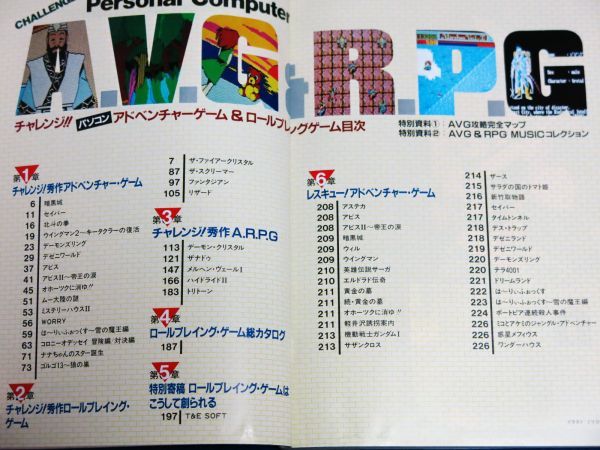 CHALLENGE
Personal Computer
A.V.G & R.P.G
チャレンジ!! パソコン アドベンチャーゲーム & ロールプレイングゲーム目次
特別資料1：AVG攻略完全マップ
特別資料2：AVG & RPG MUSICコレクション
第1章
チャレンジ!秀作アドベンチャー・ゲーム
6 暗黒城
11 セイバー
16 北斗の拳
19 ウイングマン2─キータクラーの復活
23 デーモンズリング
29 デゼニワールド
37 アビス
41 アビスII～帝王の涙
45 オホーツクに消ゆ!!
51 ムー大陸の謎
53 ミステリーハウスII
56 WORRY
59 は～りぃふぉっくす～雪の魔王編
63 コロニーオデッセイ 冒険編/対決編
71 ナナちゃんのスター誕生
73 ゴルゴ13～狼の巣
第2章
チャレンジ!秀作ロールプレイング・ゲーム
7 ザ・ファイアークリスタル
87 ザ・スクリーマー
97 ファンタジアン
105 リザード
第3章
チャレンジ!秀作A.R.P.G
113 デーモン・クリスタル
121 ザナドゥ
147 メルヘン・ヴェールI
166 ハイドライドII
183 トリトーン
第4章
ロールプレイング・ゲーム総カタログ
187
第5章
特別寄稿 ロールプレイング・ゲームはこうして創られる
197 T&E SOFT
第6章
レスキュー!アドベンチャー・ゲーム
208 アステカ
208 アビス
208 アビスII～帝王の涙
209 暗黒城
209 ウィル
209 ウイングマン
210 英雄伝説サーガ
210 エルドラド伝奇
211 黄金の墓
211 続・黄金の墓
211 オホーツクに消ゆ!!
211 軽井沢誘拐案内
213 機動戦士ガンダムI
213 サザンクロス
214 ザース
215 サラダの国のトマト姫
216 新竹取物語
217 セイバー
217 タイムトンネル
218 デス・トラップ
218 デゼニランド
219 デゼニワールド
220 デーモンズリング
220 テラ4001
221 ドリームランド
222 は～りぃふぉっくす
223 は～りぃふぉっくす～雪の魔王編
224 ポートピア連続殺人事件
226 ミコとアケミのジャングル・アドベンチャー
226 惑星メフィウス
226 ワンダーハウス